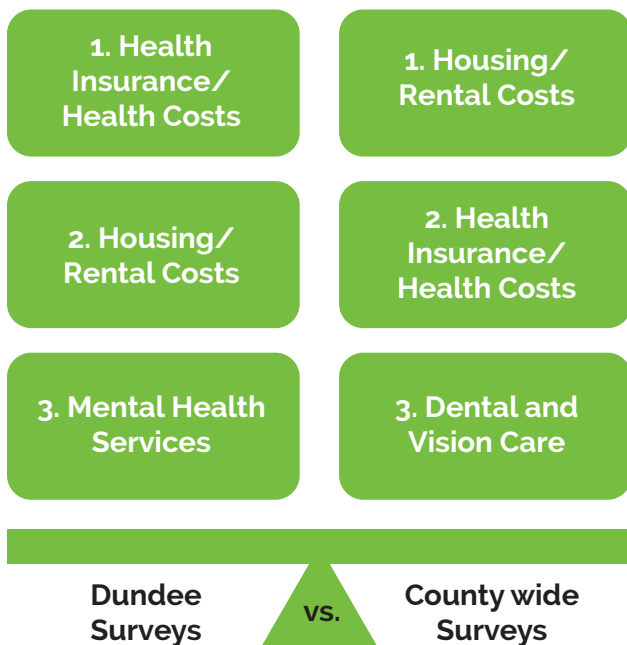 1. Health
Insurance/
Health Costs
1. Housing/
Rental Costs
2. Housing/
Rental Costs
2. Health
Insurance/
Health Costs
3. Mental Health
Services
3. Dental and
Vision Care
Dundee
Surveys
vs.
County wide
Surveys